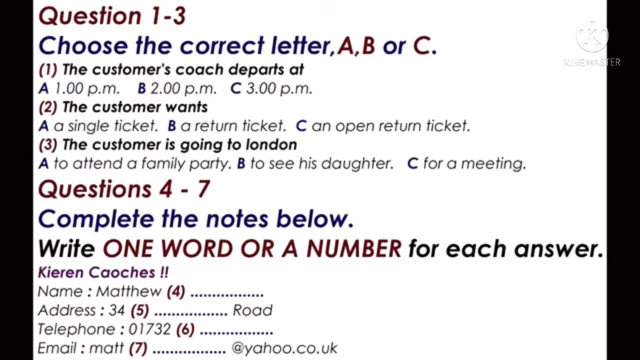 Question 1-3
Choose the correct letter,A,B or C.
(1) The customer's coach departs at
A 1.00 p.m. B 2.00 p.m. C 3.00 p.m.
(2) The customer wants
A a single ticket. B a return ticket. C an open return ticket.
(3) The customer is going to london
A to attend a family party. B to see his daughter. C for a meeting.
Questions 4 - 7
Complete the notes below.
Write ONE WORD OR A NUMBER for each answer.
Kieren Caoches !!
Name : Matthew (4) ..................
Address : 34 (5) .................. Road
Telephone : 01732 (6) ..................
Email : matt (7) .................. @yahoo.co.uk
KINEMASTER